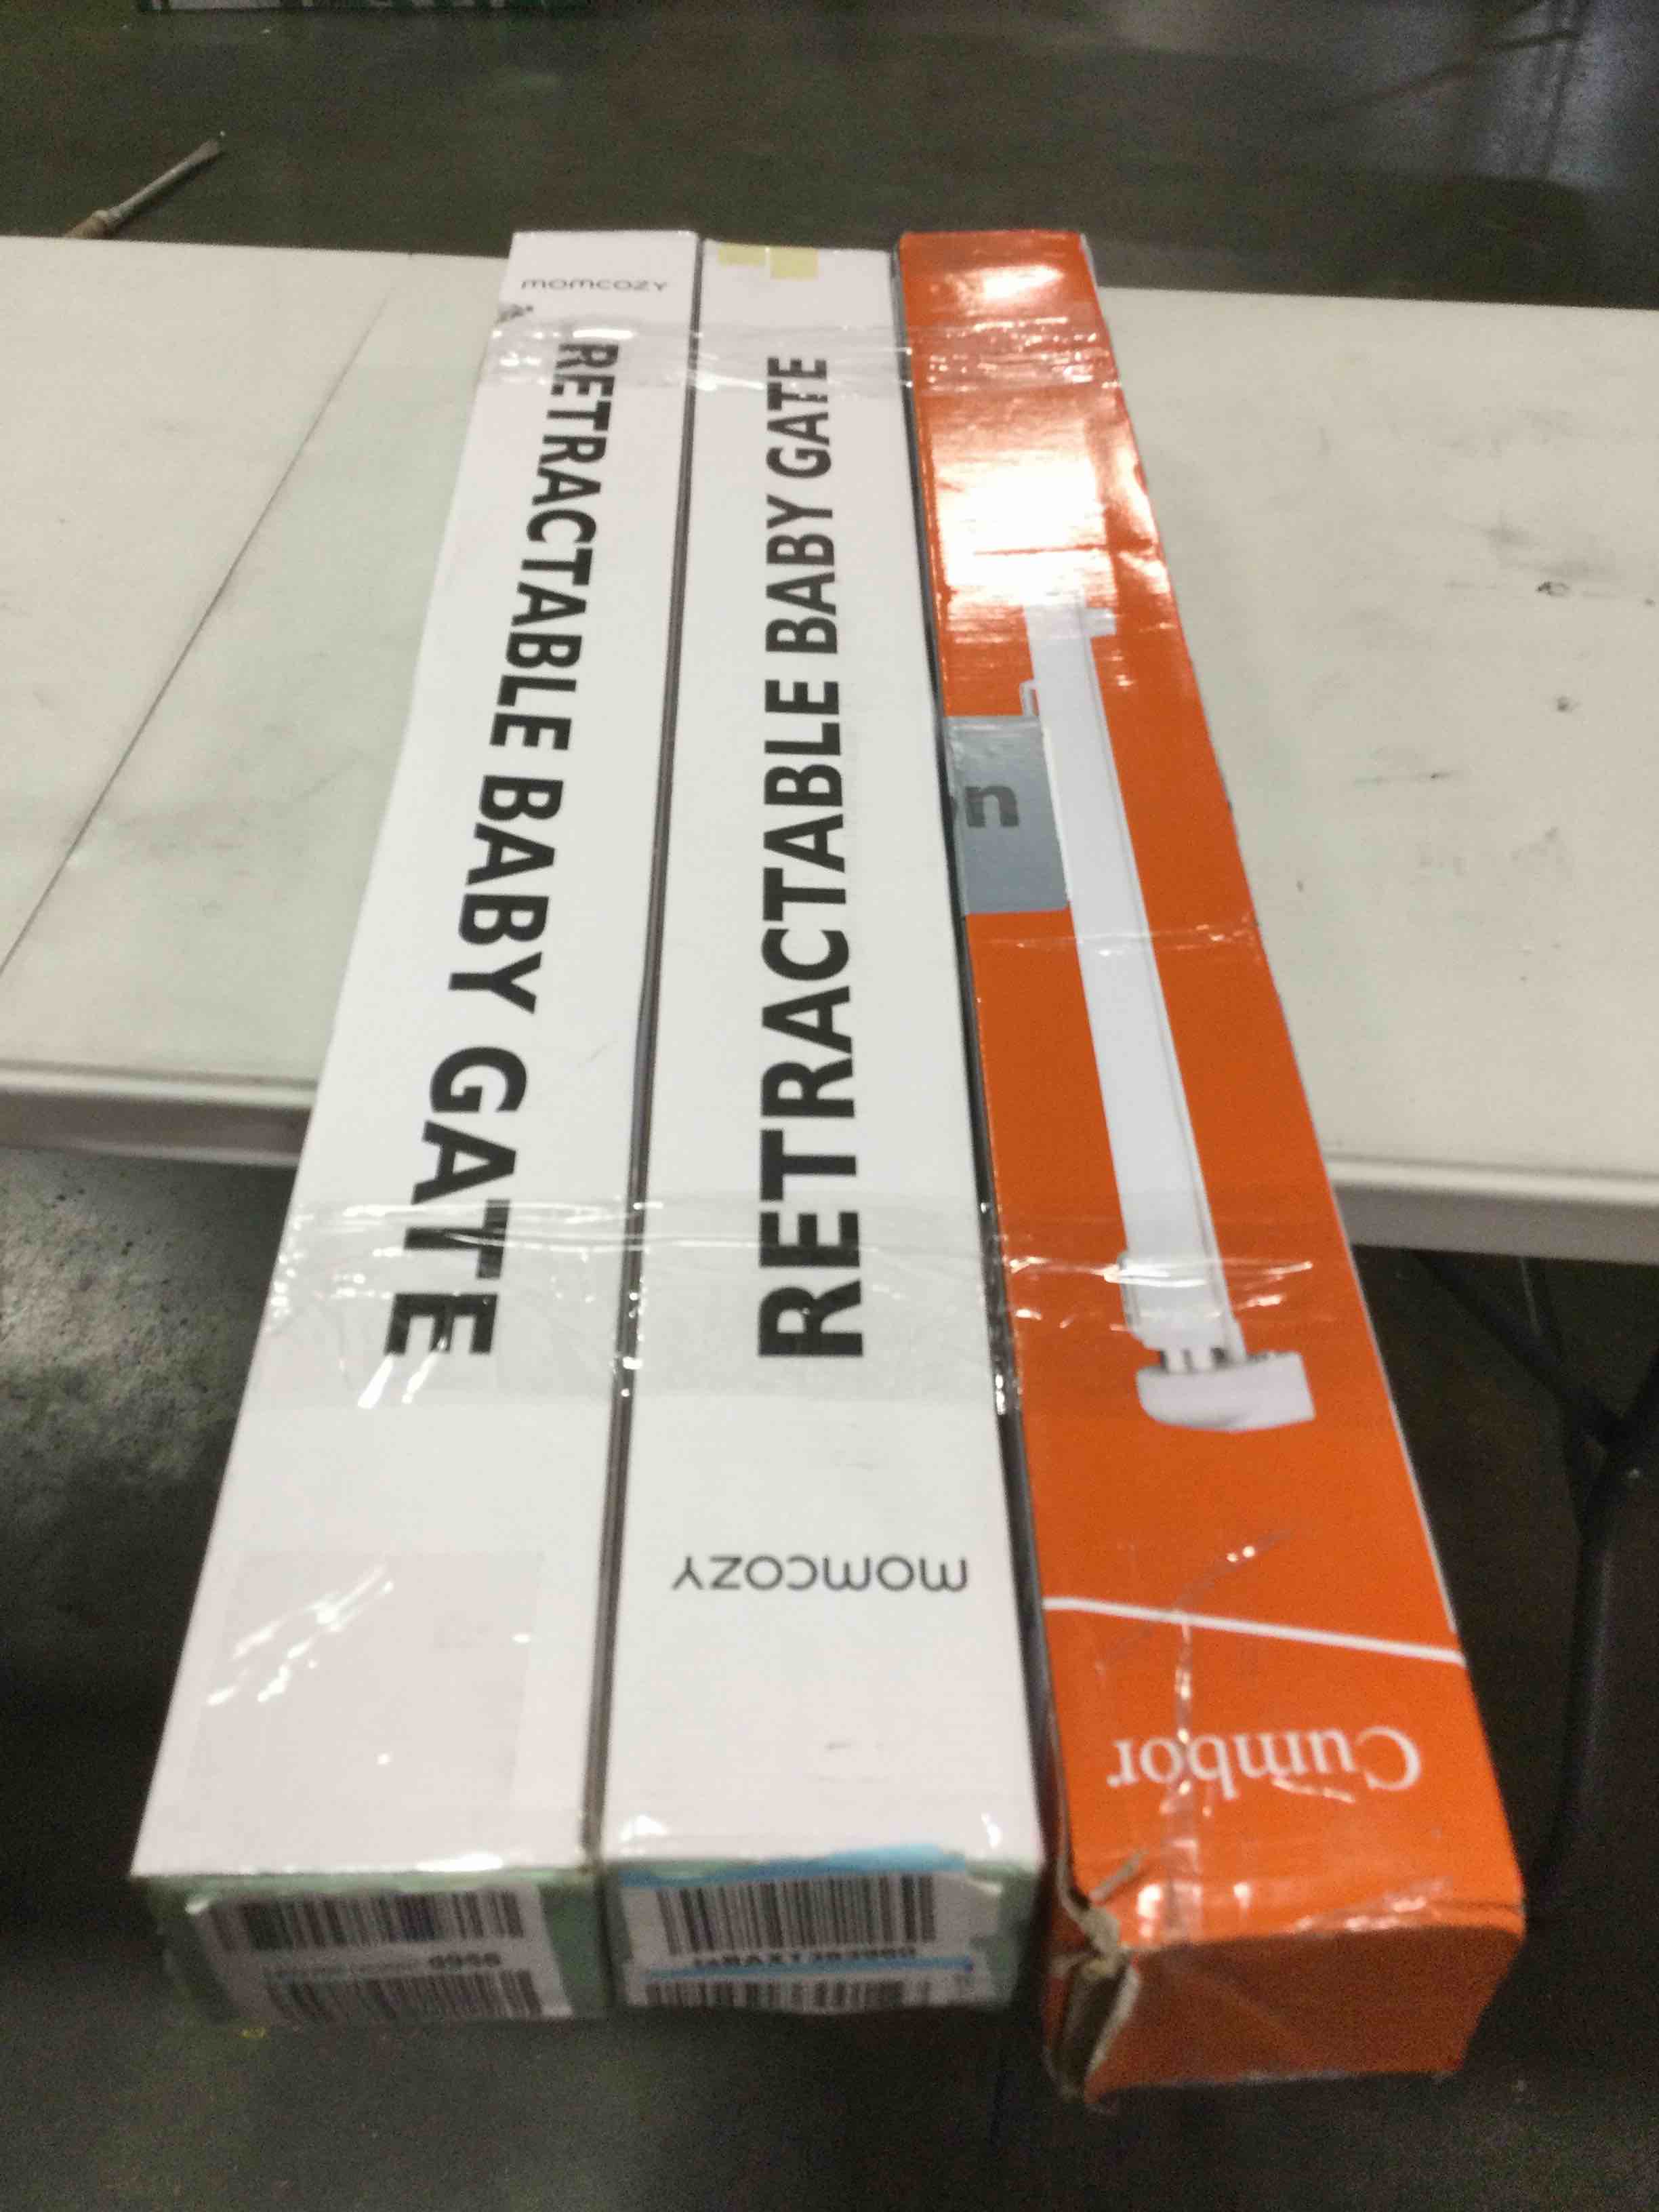 momcozy
RETRACTABLE BABY GATE
RETRACTABLE BABY GATE
momcozy
n
Cumbor